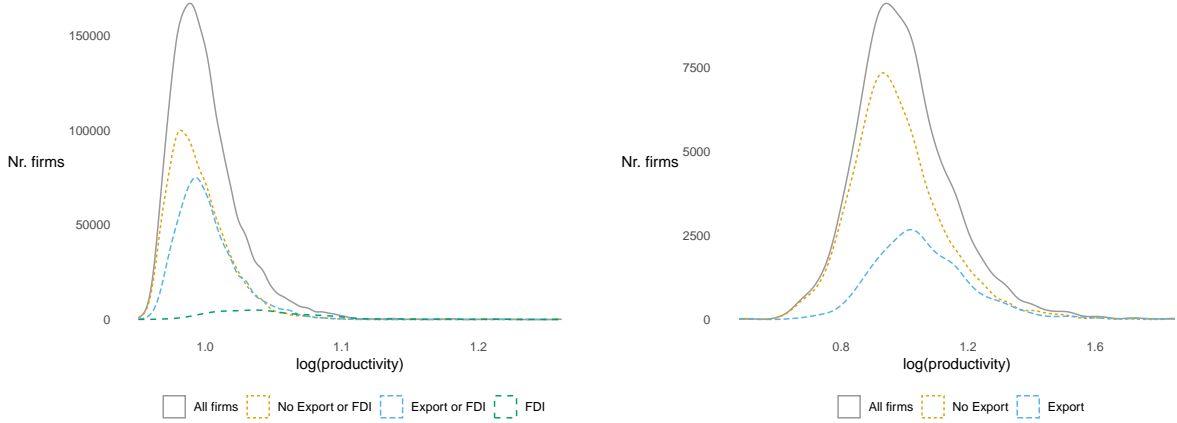 150000
100000
50000
0
Nr. firms
1.0
1.1
1.2
log(productivity)
All firms
No Export or FDI
Export or FDI
FDI
7500
5000
2500
0
Nr. firms
0.8
1.2
1.6
log(productivity)
All firms
No Export
Export